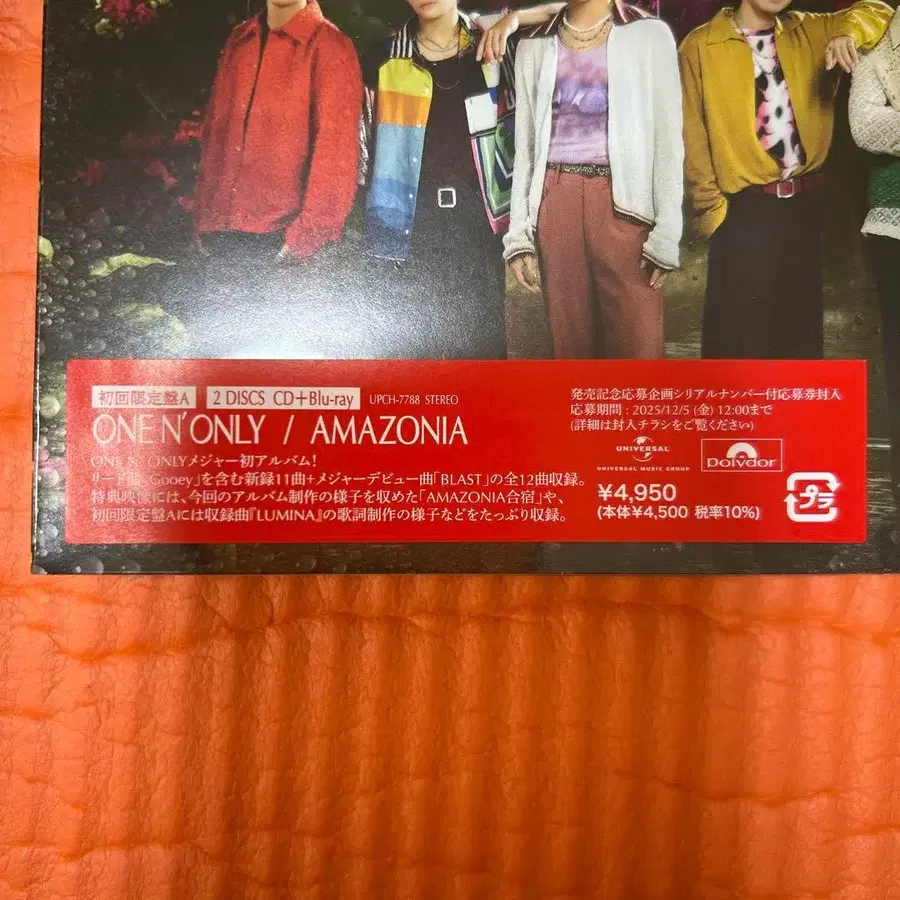 初回限定盤A 2 DISCS CD+Blu-ray UPCH-7788 STEREO
ONE N' ONLY / AMAZONIA
ONE N' ONLYメジャー初アルバム!
リード曲「Gooey」を含む新録11曲+メジャーデビュー曲「BLAST」の全12曲収録。
特典映像には、今回のアルバム制作の様子を収めた「AMAZONIA合宿」や、
初回限定盤Aには収録曲『LUMINA』の歌詞制作の様子などをたっぷり収録。
発売記念応募企画シリアルナンバー付応募券封入
応募期間 : 2025/12/5 (金) 12:00まで
(詳細は封入チラシをご覧ください)
UNIVERSAL
UNIVERSAL MUSIC GROUP
polydor
¥4,950
(本体¥4,500 税率10%)
プラ